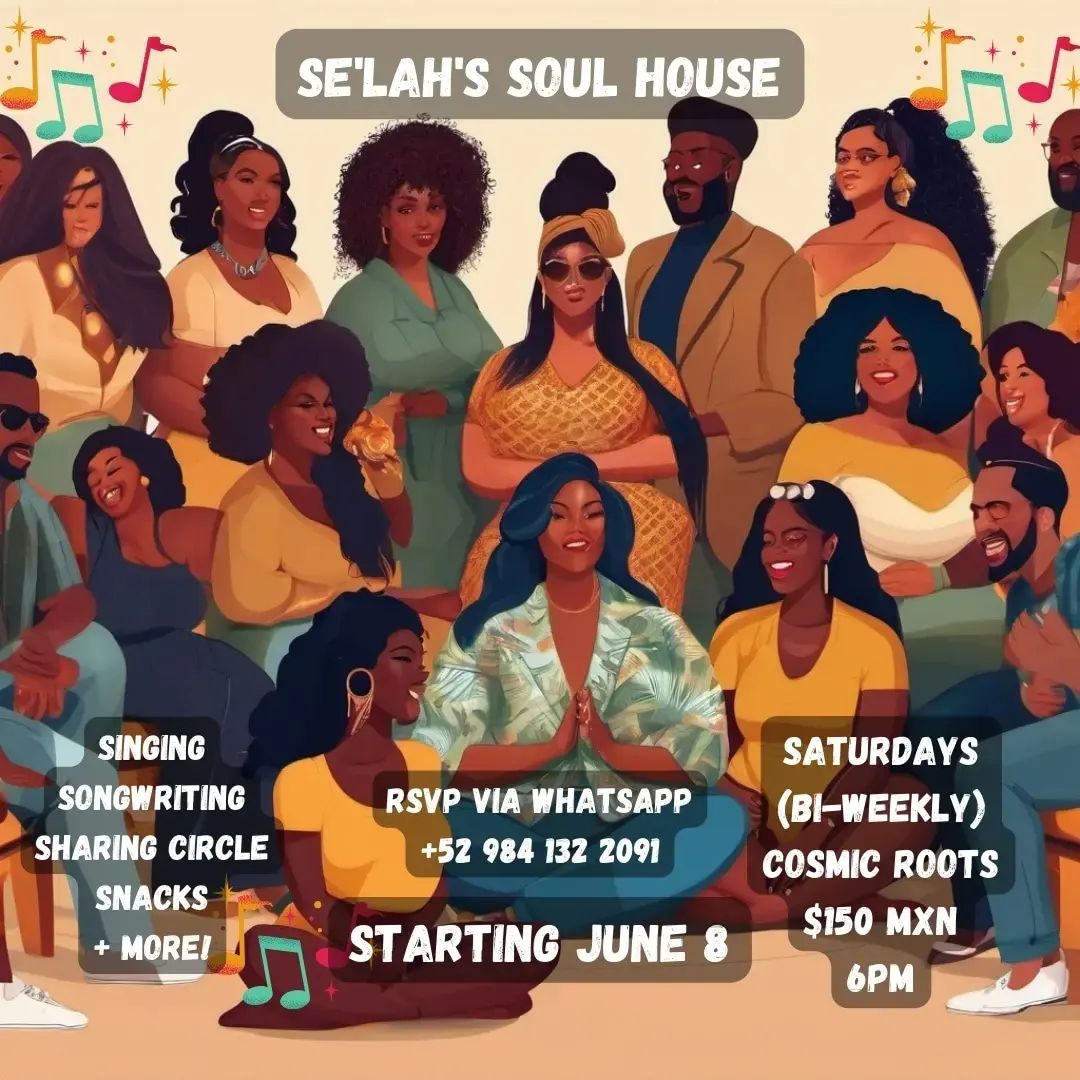 SE'LAH'S SOUL HOUSE
SINGING
SONGWRITING
SHARING CIRCLE
SNACKS
+ MORE!
RSVP VIA WHATSAPP
+52 984 132 2091
STARTING JUNE 8
SATURDAYS
(BI-WEEKLY)
COSMIC ROOTS
$150 MXN
6PM